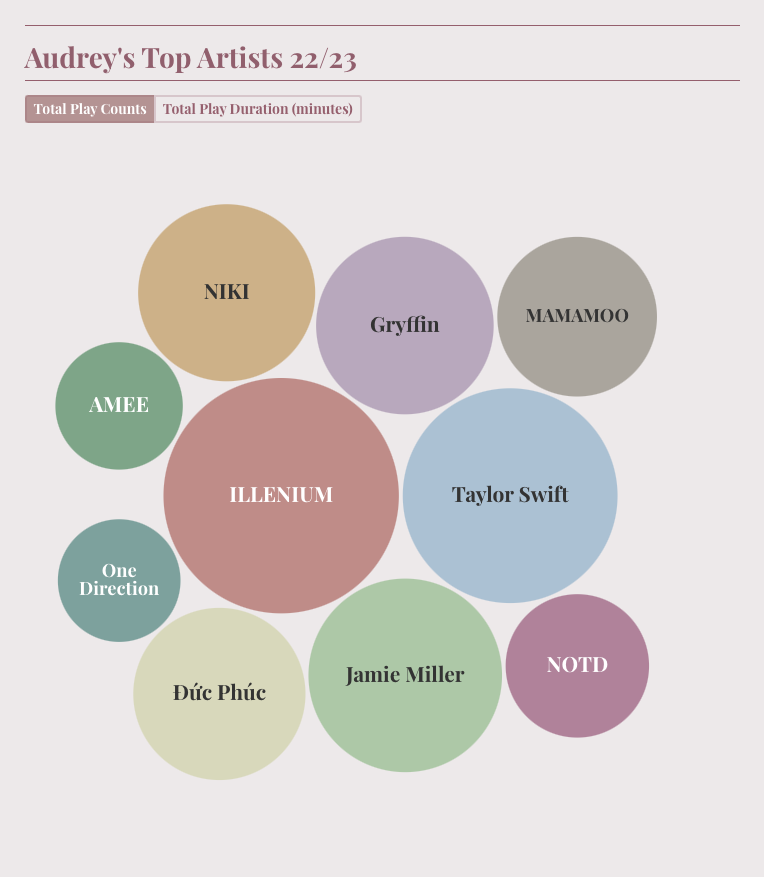 Audrey's Top Artists 22/23
Total Play Counts
Total Play Duration (minutes)
NIKI
Gryffin
MAMAMOO
AMEE
ILLENIUM
Taylor Swift
One
Direction
Đức Phúc
Jamie Miller
NOTD